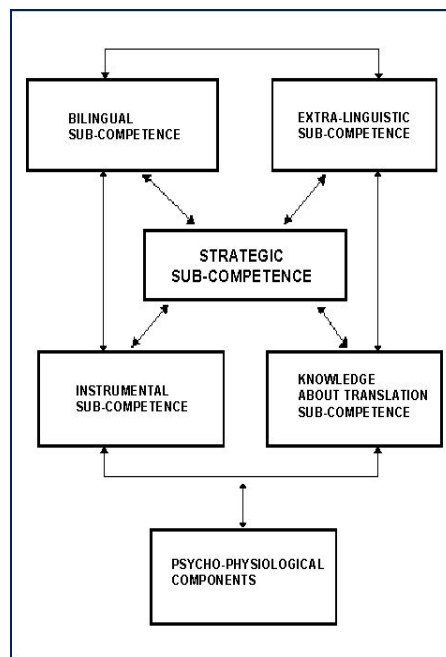 BILINGUAL
SUB-COMPETENCE
EXTRA-LINGUISTIC
SUB-COMPETENCE
STRATEGIC
SUB-COMPETENCE
INSTRUMENTAL
SUB-COMPETENCE
KNOWLEDGE
ABOUT TRANSLATION
SUB-COMPETENCE
PSYCHO-PHYSIOLOGICAL
COMPONENTS